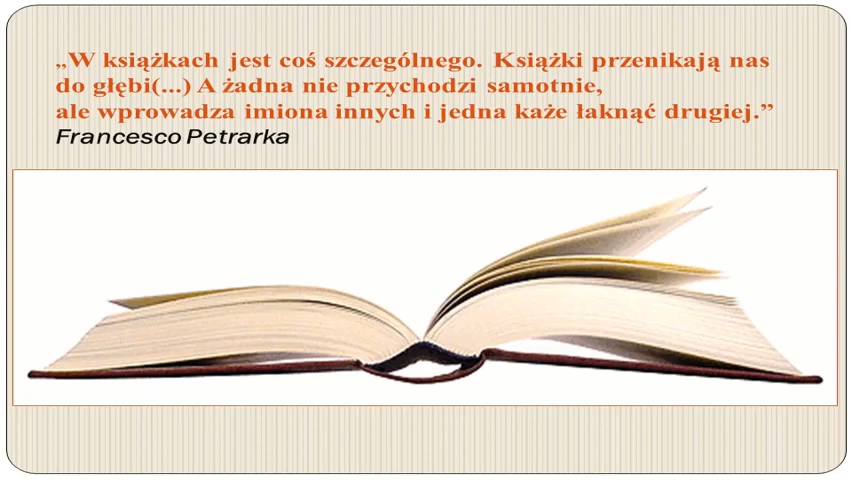 „W książkach jest coś szczególnego. Książki przenikają nas
do głębi(...) A żadna nie przychodzi samotnie,
ale wprowadza imiona innych i jedna każe łaknąć drugiej.”
Francesco Petrarka